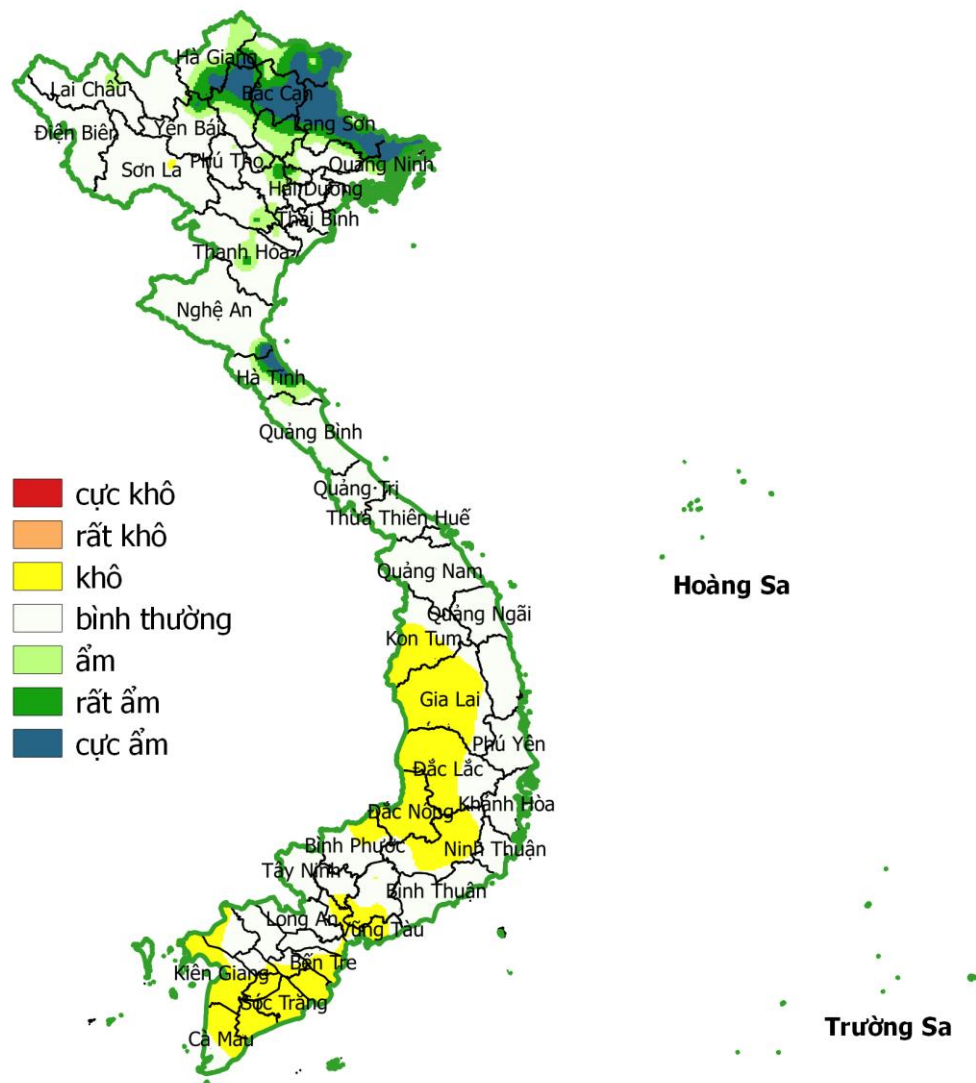 Hà Giang
Lai Châu
Bắc Cạn
Điện Biên
Yên Bái
Lạng Sơn
Sơn La
Phú Thọ
Quảng Ninh
Hải Dương
Thái Bình
Thanh Hóa
Nghệ An
Hà Tĩnh
Quảng Bình
Quảng Trị
Thừa Thiên Huế
Quảng Nam
Quảng Ngãi
Kon Tum
Gia Lai
Phú Yên
Đắc Lắc
Khánh Hòa
Đắc Nông
Bình Phước
Ninh Thuận
Tây Ninh
Bình Thuận
Long An
Vũng Tàu
Bến Tre
Kiên Giang
Sóc Trăng
Cà Mau
cực khô
rất khô
khô
bình thường
ẩm
rất ẩm
cực ẩm
Hoàng Sa
Trường Sa